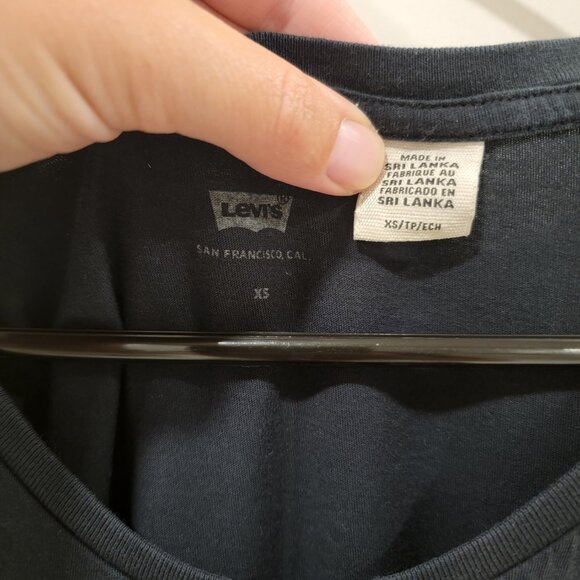 Levi's
SAN FRANCISCO, CAL.
XS
MADE IN
SRI LANKA
FABRIQUE AU
SRI LANKA
FABRICADO EN
SRI LANKA
XS/TP/ECH